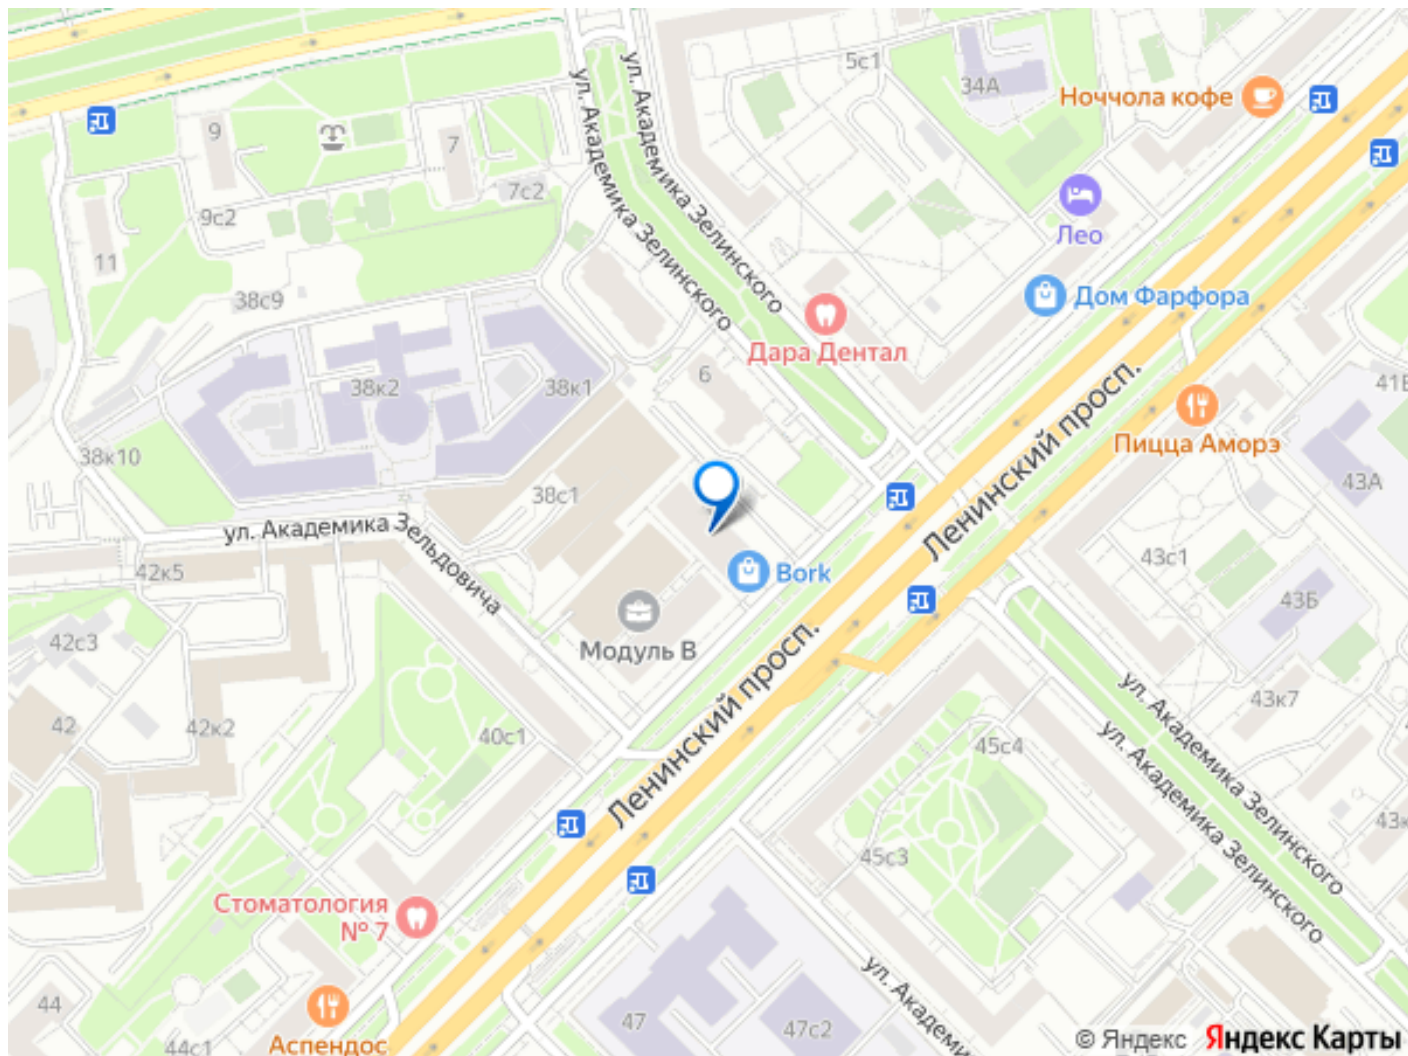 ул. Академика Зелинского
ул. Академика Зелинского
5с1
34А
Ноччола кофе
9
7
7с2
9с2
11
Лео
38с9
Дом Фарфора
Дара Дентал
6
38к2
38к1
Ленинский просп.
Пицца Аморэ
43А
38к10
38с1
ул. Академика Зельдовича
43с1
42к5
Bork
43Б
42с3
Модуль В
Ленинский просп.
43к7
42
42к2
40с1
45с4
ул. Академика Зелинского
ул. Академика Зелинского
45с3
Стоматология
№ 7
44
47
47с2
44с1
Аспендос
© Яндекс Яндекс Карты